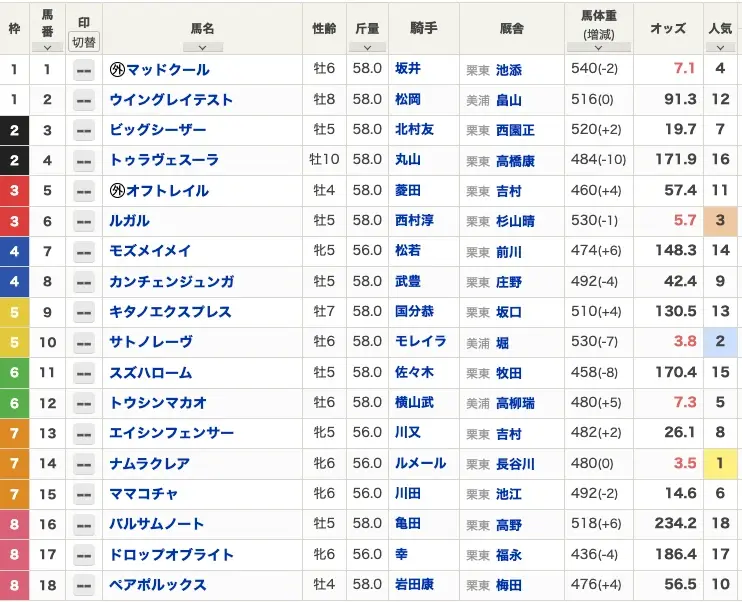 枠 馬番 印 切替 馬名 性齢 斤量 騎手 厩舎 馬体重 (増減) オッズ 人気
1 1 -- 外マッドクール 牡6 58.0 坂井 栗東 池添 540(-2) 7.1 4
1 2 -- ウイングレイテスト 牡8 58.0 松岡 美浦 畠山 516(0) 91.3 12
2 3 -- ビッグシーザー 牡5 58.0 北村友 栗東 西園正 520(+2) 19.7 7
2 4 -- トゥラヴェスーラ 牡10 58.0 丸山 栗東 高橋康 484(-10) 171.9 16
3 5 -- 外オフトレイル 牡4 58.0 菱田 栗東 吉村 460(+4) 57.4 11
3 6 -- ルガル 牡5 58.0 西村淳 栗東 杉山晴 530(-1) 5.7 3
4 7 -- モズメイメイ 牝5 56.0 松若 栗東 前川 474(+6) 148.3 14
4 8 -- カンチェンジュンガ 牡5 58.0 武豊 栗東 庄野 492(-4) 42.4 9
5 9 -- キタノエクスプレス 牡7 58.0 国分恭 栗東 坂口 510(+4) 130.5 13
5 10 -- サトノレーヴ 牡6 58.0 モレイラ 美浦 堀 530(-7) 3.8 2
6 11 -- スズハローム 牡5 58.0 佐々木 栗東 牧田 458(-8) 170.4 15
6 12 -- トウシンマカオ 牡6 58.0 横山武 美浦 高柳瑞 480(+5) 7.3 5
7 13 -- エイシンフェンサー 牝5 56.0 川又 栗東 吉村 482(+2) 26.1 8
7 14 -- ナムラクレア 牝6 56.0 ルメール 栗東 長谷川 480(0) 3.5 1
7 15 -- ママコチャ 牝6 56.0 川田 栗東 池江 492(-2) 14.6 6
8 16 -- バルサムノート 牡5 58.0 亀田 栗東 高野 518(+6) 234.2 18
8 17 -- ドロップオブライト 牝6 56.0 幸 栗東 福永 436(-4) 186.4 17
8 18 -- ペアポルックス 牡4 58.0 岩田康 栗東 梅田 476(+4) 56.5 10